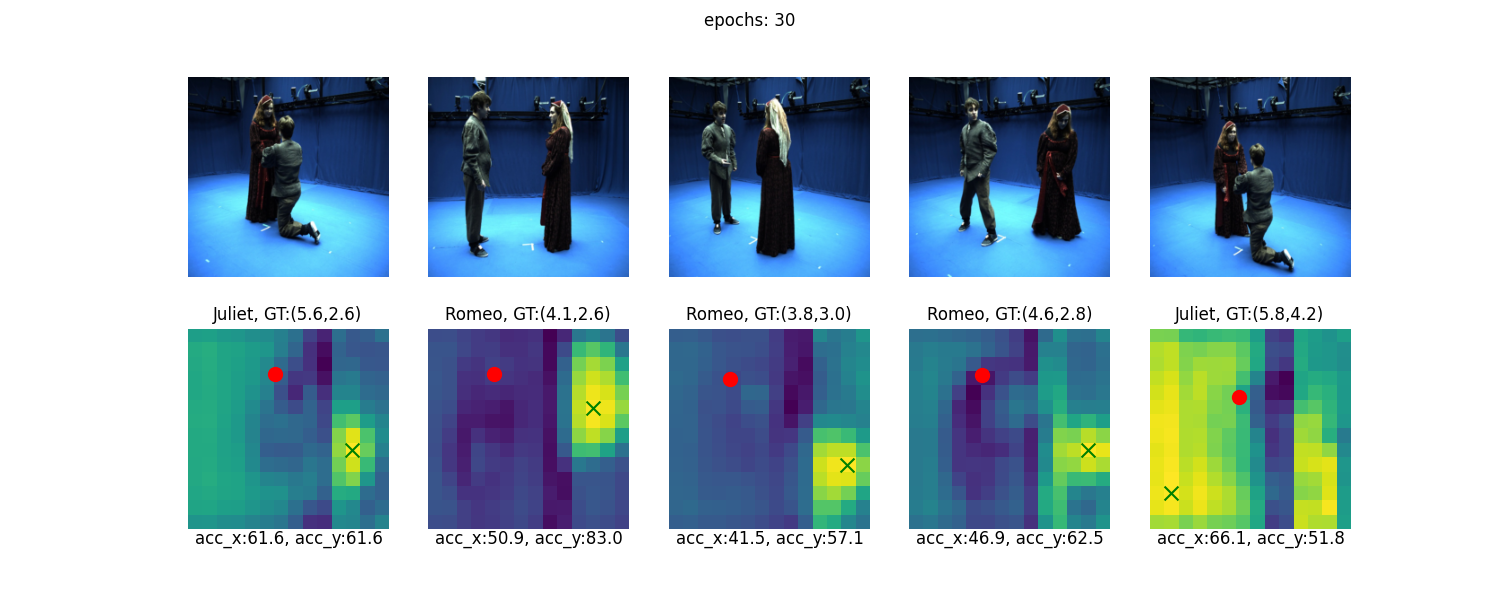 epochs: 30
Juliet, GT:(5.6,2.6)
Romeo, GT:(4.1,2.6)
Romeo, GT:(3.8,3.0)
Romeo, GT:(4.6,2.8)
Juliet, GT:(5.8,4.2)
acc_x:61.6, acc_y:61.6
acc_x:50.9, acc_y:83.0
acc_x:41.5, acc_y:57.1
acc_x:46.9, acc_y:62.5
acc_x:66.1, acc_y:51.8